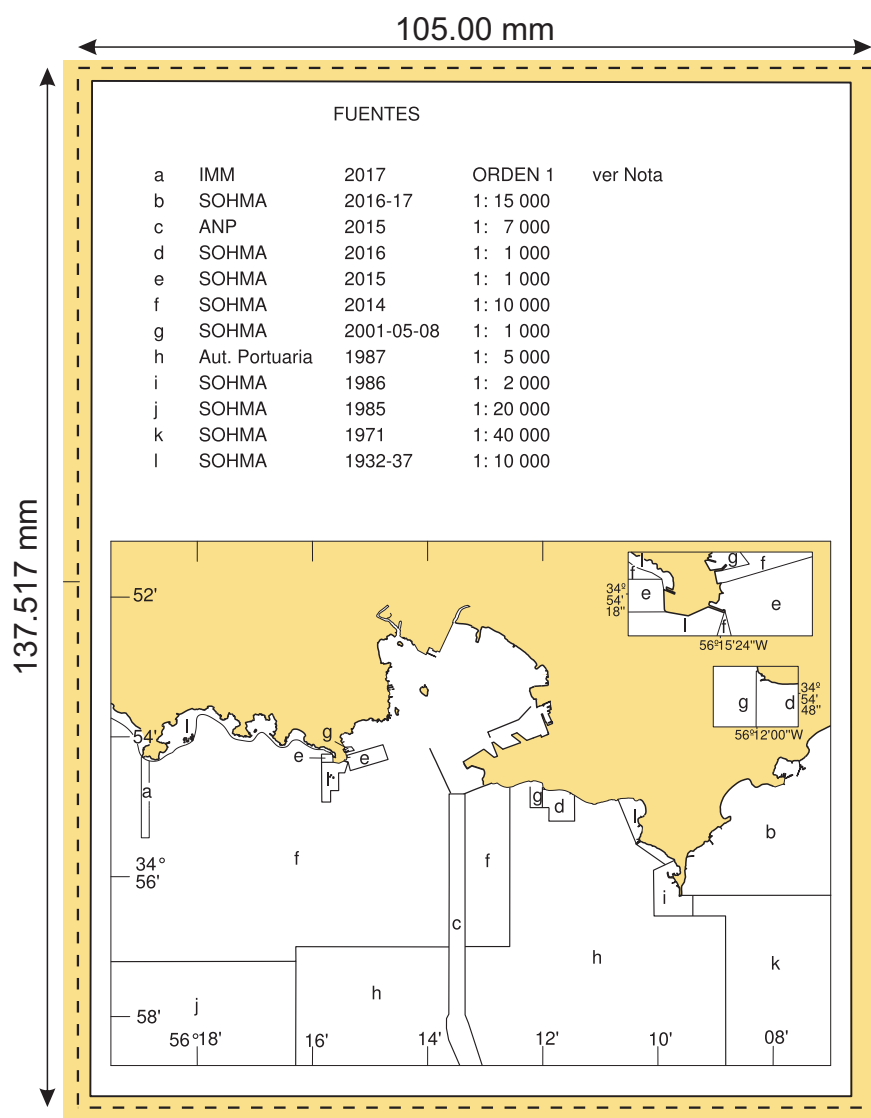 105.00 mm
137.517 mm
FUENTES
a IMM 2017 ORDEN 1 ver Nota
b SOHMA 2016-17 1: 15 000
c ANP 2015 1: 7 000
d SOHMA 2016 1: 1 000
e SOHMA 2015 1: 1 000
f SOHMA 2014 1: 10 000
g SOHMA 2001-05-08 1: 1 000
h Aut. Portuaria 1987 1: 5 000
i SOHMA 1986 1: 2 000
j SOHMA 1985 1: 20 000
k SOHMA 1971 1: 40 000
l SOHMA 1932-37 1: 10 000
l
g
f
f
e
e
34º
54'
18"
l
f
56º15'24"W
52'
g
d
34º
54'
48"
56º12'00"W
54'
l
g
e
e
l
a
g
d
l
b
34°
56'
f
f
i
c
h
k
j
h
58'
56°18'
16'
14'
12'
10'
08'